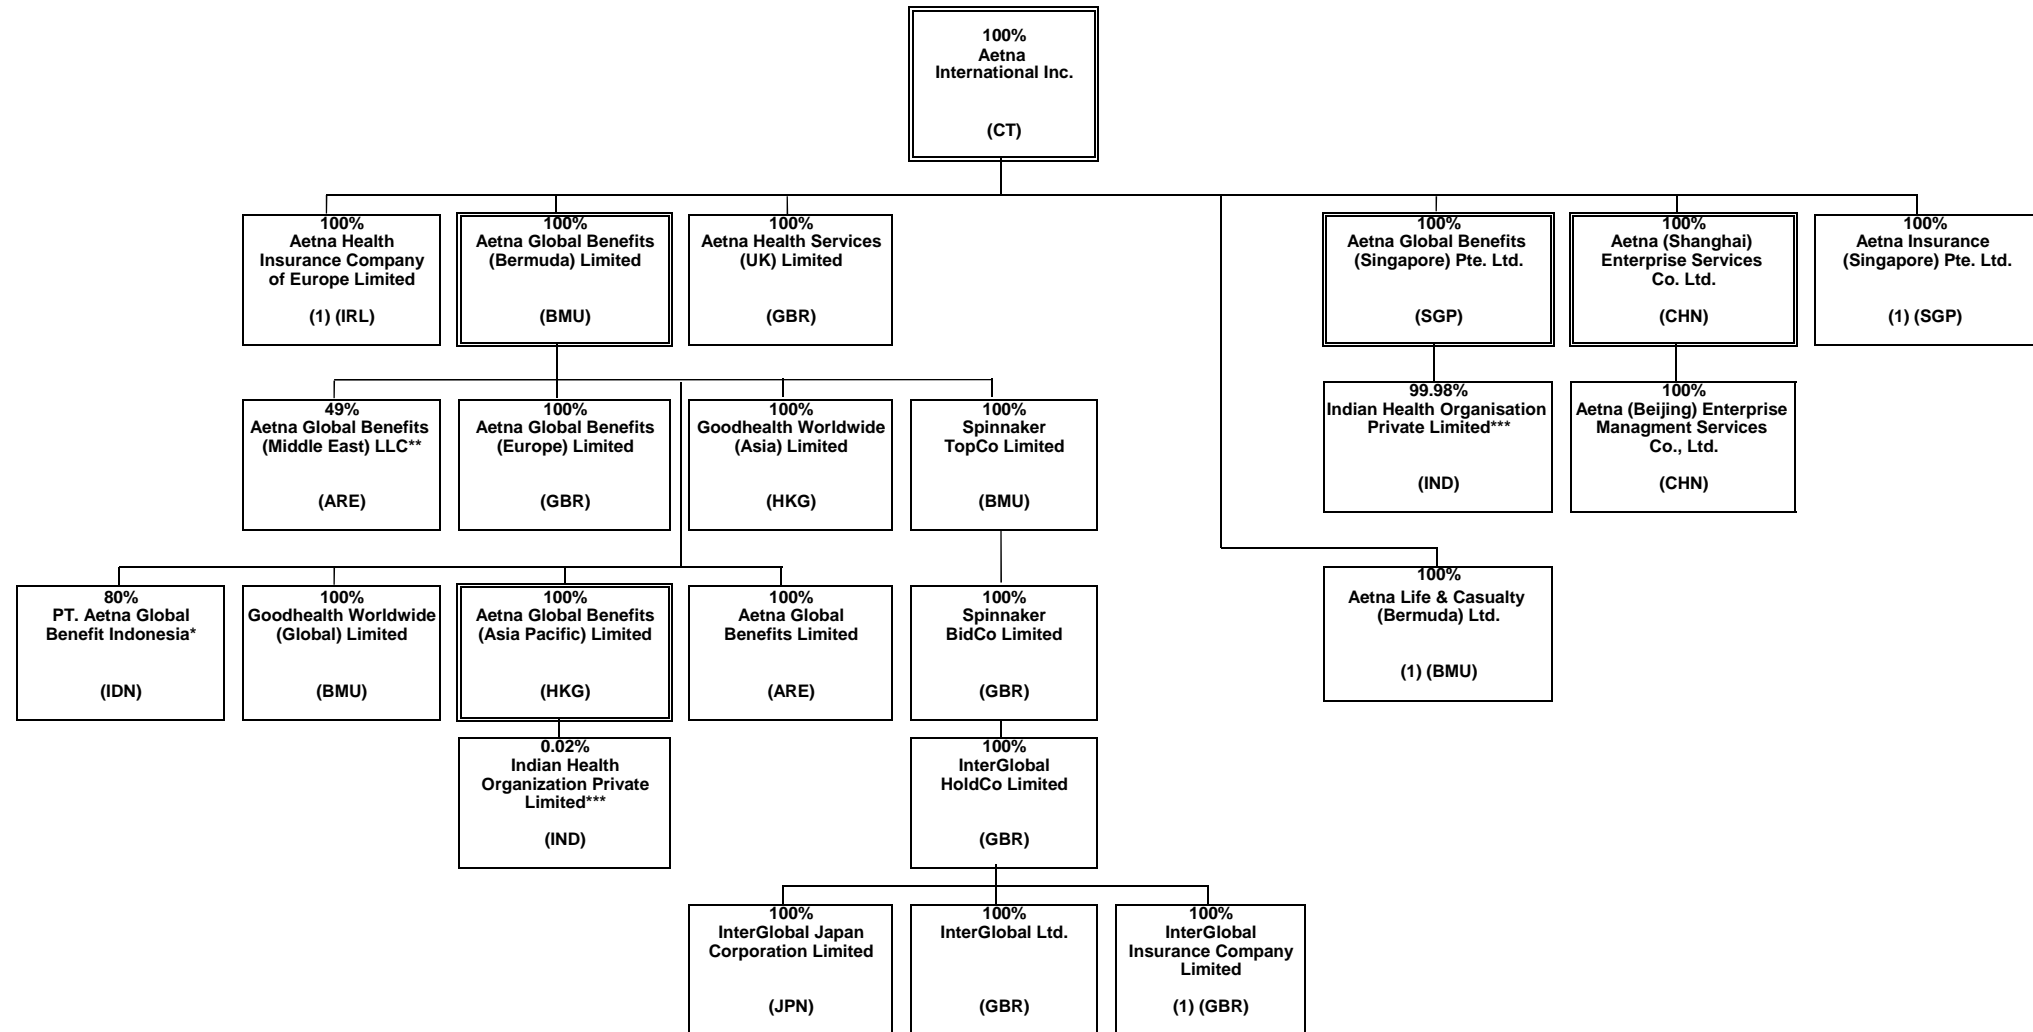 100%
Aetna
International Inc.
(CT)
100%
Aetna Health
Insurance Company
of Europe Limited
(1) (IRL)
100%
Aetna Global Benefits
(Bermuda) Limited
(BMU)
100%
Aetna Health Services
(UK) Limited
(GBR)
100%
Aetna Global Benefits
(Singapore) Pte. Ltd.
(SGP)
100%
Aetna (Shanghai)
Enterprise Services
Co. Ltd.
(CHN)
100%
Aetna Insurance
(Singapore) Pte. Ltd.
(1) (SGP)
49%
Aetna Global Benefits
(Middle East) LLC**
(ARE)
100%
Aetna Global Benefits
(Europe) Limited
(GBR)
100%
Goodhealth Worldwide
(Asia) Limited
(HKG)
100%
Spinnaker
TopCo Limited
(BMU)
99.98%
Indian Health Organisation
Private Limited***
(IND)
100%
Aetna (Beijing) Enterprise
Managment Services
Co., Ltd.
(CHN)
80%
PT. Aetna Global
Benefit Indonesia*
(IDN)
100%
Goodhealth Worldwide
(Global) Limited
(BMU)
100%
Aetna Global Benefits
(Asia Pacific) Limited
(HKG)
100%
Aetna Global
Benefits Limited
(ARE)
100%
Spinnaker
BidCo Limited
(GBR)
100%
Aetna Life & Casualty
(Bermuda) Ltd.
(1) (BMU)
0.02%
Indian Health
Organization Private
Limited***
(IND)
100%
InterGlobal
HoldCo Limited
(GBR)
100%
InterGlobal Japan
Corporation Limited
(JPN)
100%
InterGlobal Ltd.
(GBR)
100%
InterGlobal
Insurance Company
Limited
(1) (GBR)